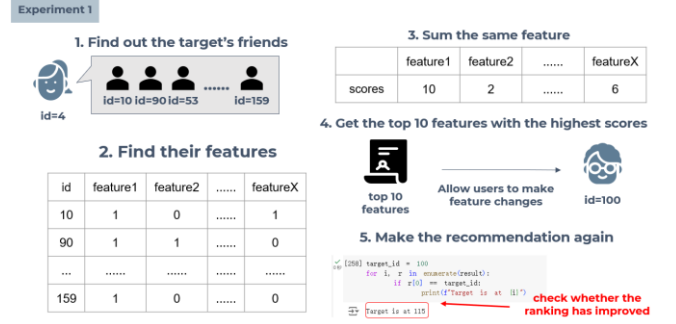 Experiment 1
1. Find out the target's friends
id=10 id=90 id=53 ...... id=159
id=4
2. Find their features
id feature1 feature2 ...... featureX
10 1 0 ...... 1
90 1 1 ...... 0
... ...... ...... ...... ......
159 1 0 ...... 0
3. Sum the same feature
feature1 feature2 ...... featureX
scores 10 2 ...... 6
4. Get the top 10 features with the highest scores
top 10
features
Allow users to make
feature changes
id=100
5. Make the recommendation again
[258] target_id = 100
for i, r in enumerate(result):
if r[0] == target_id:
print(f"Target is at {i}")
Target is at 115
check whether the
ranking has improved